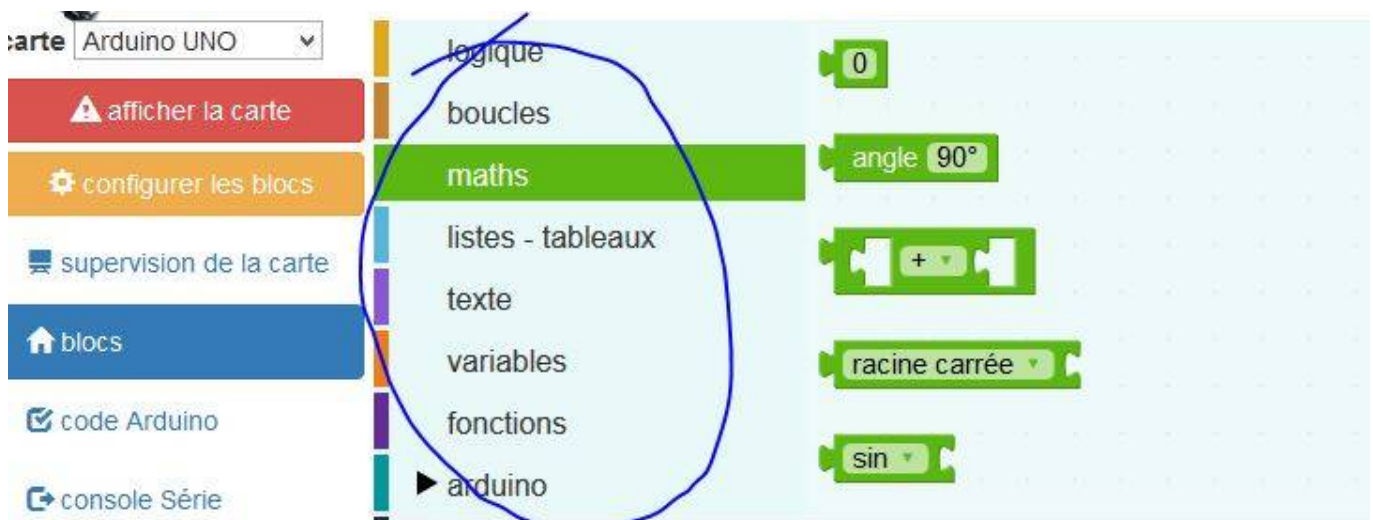 carte Arduino UNO
afficher la carte
configurer les blocs
supervision de la carte
blocs
code Arduino
console Série
logique
boucles
maths
listes - tableaux
texte
variables
fonctions
arduino
0
angle 90°
+
racine carrée
sin